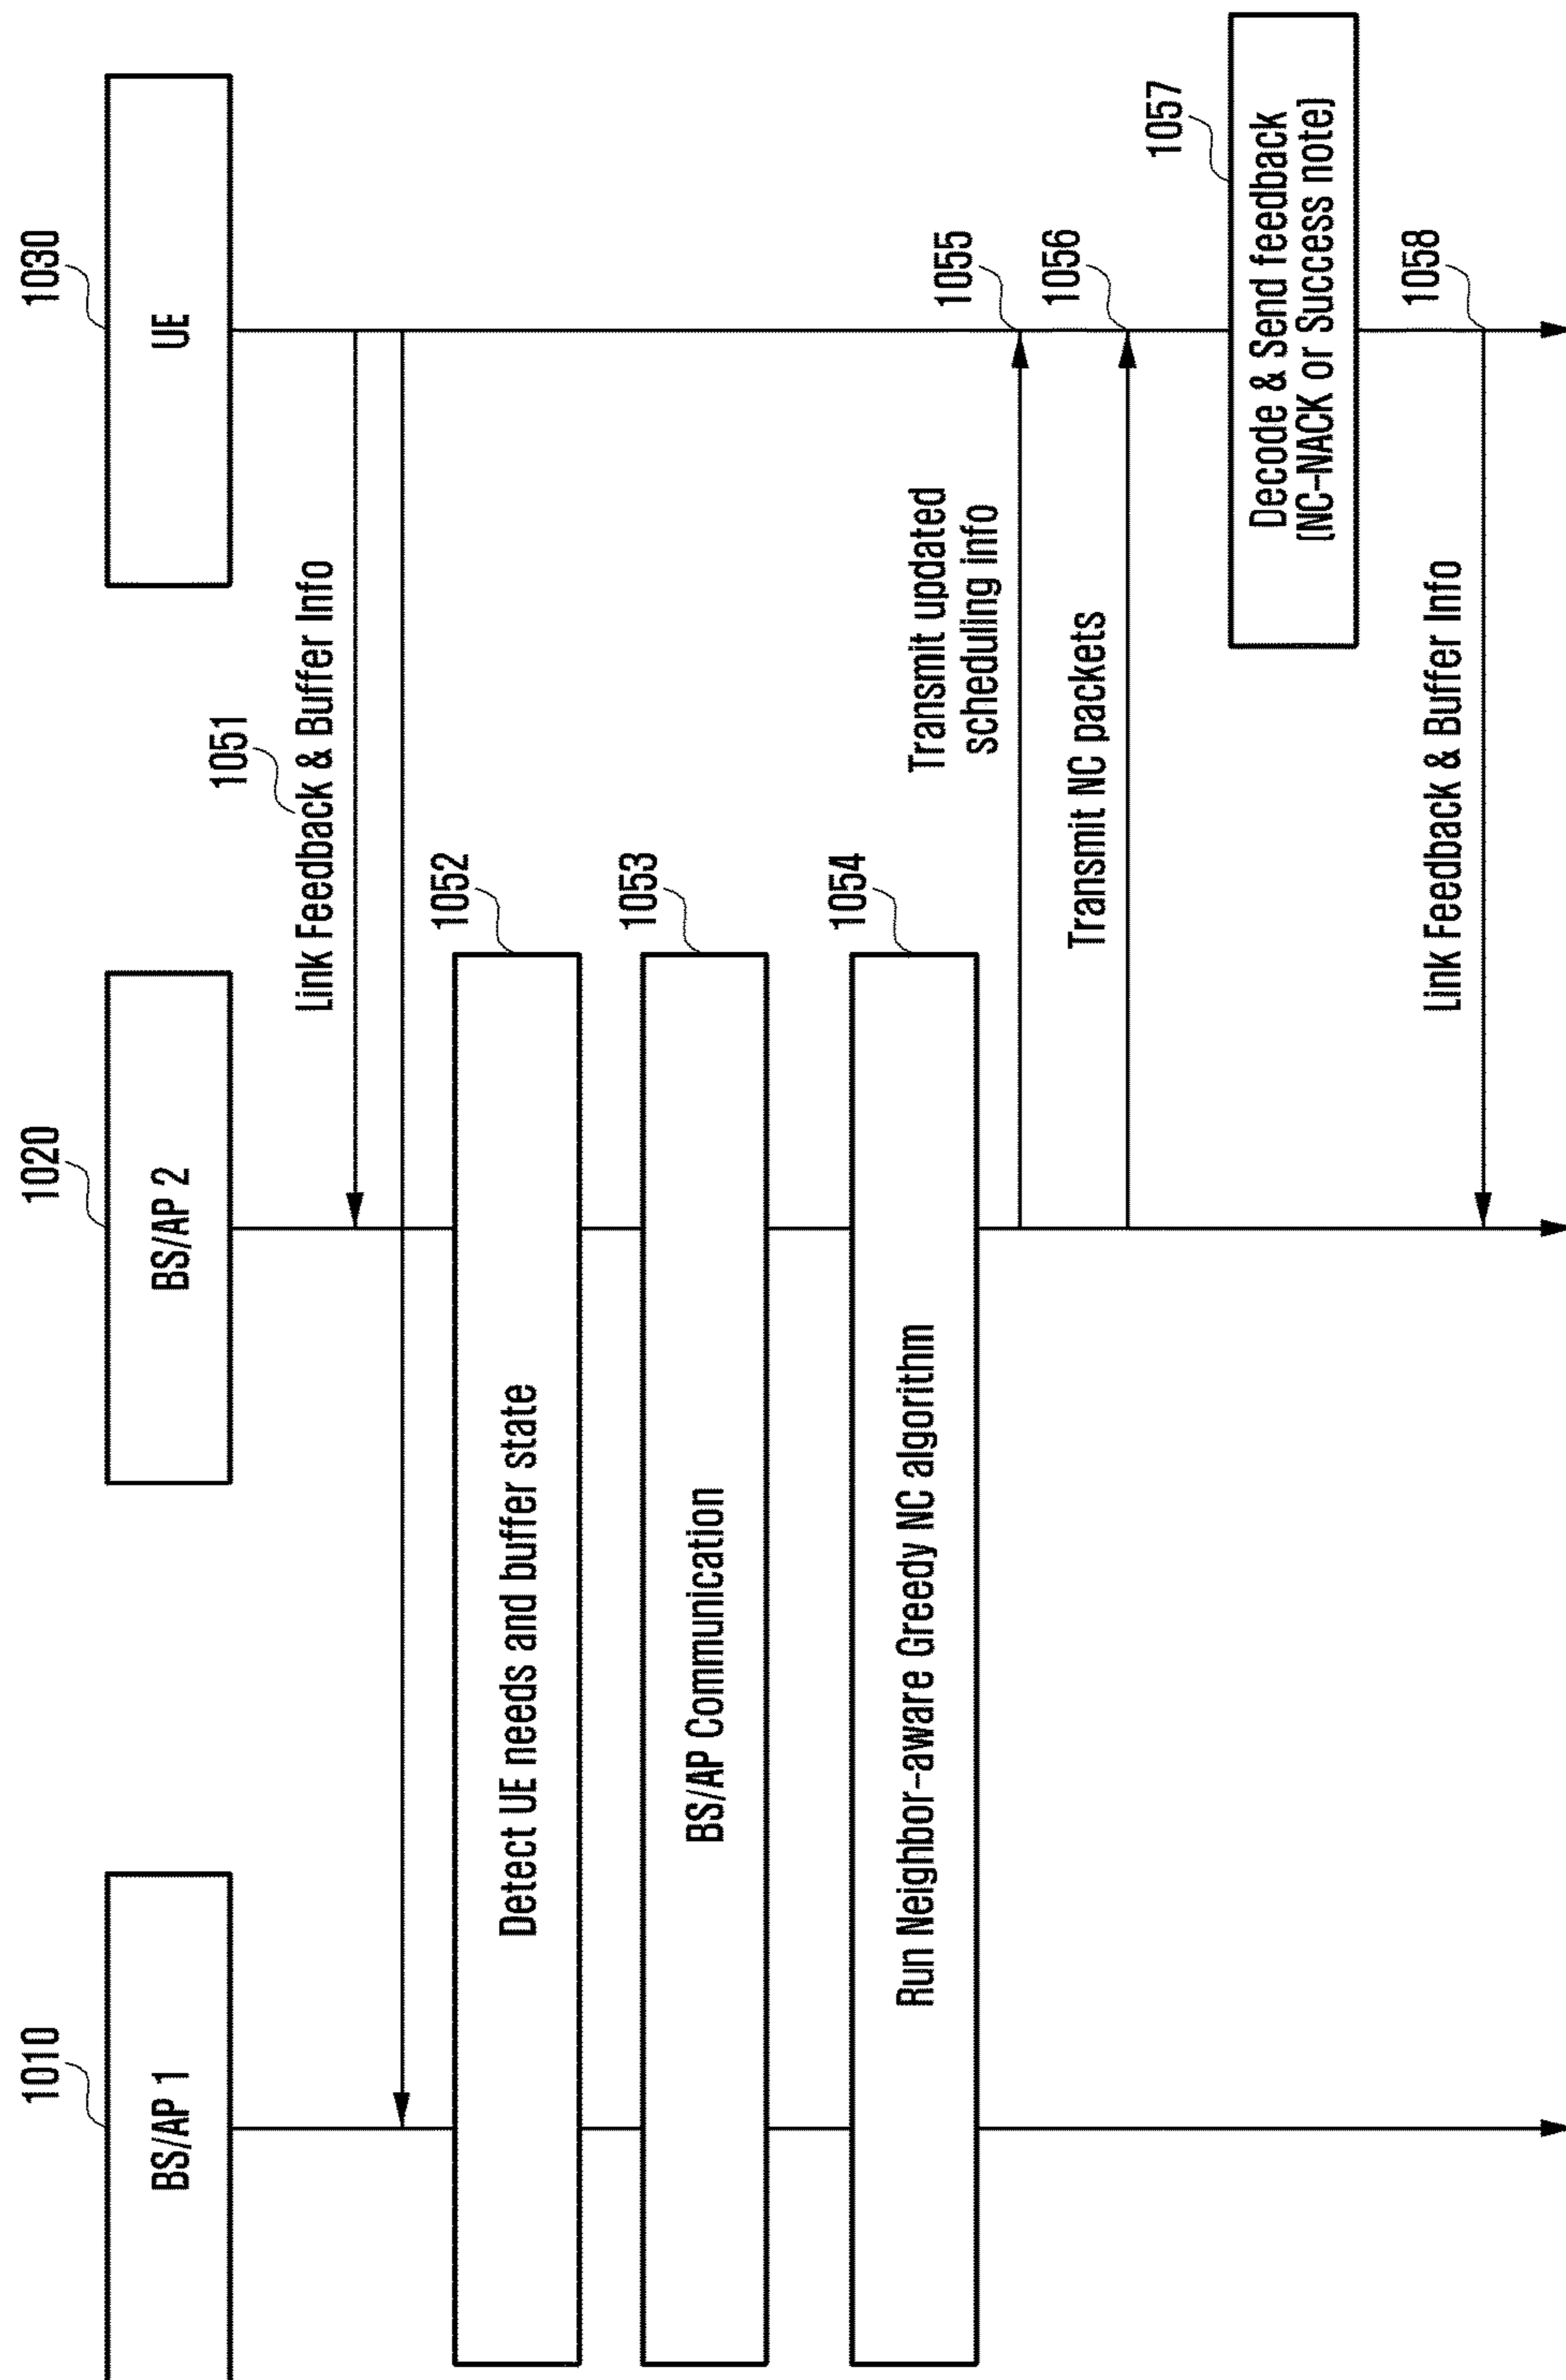 1010
1020
1030
BS/AP 1
BS/AP 2
UE
1051
Link Feedback & Buffer Info
1052
Detect UE needs and buffer state
1053
BS/AP Communication
1054
Run Neighbor-aware Greedy NC algorithm
Transmit updated
scheduling info
1055
Transmit NC packets
1056
1057
Decode & Send feedback
(NC-NACK or Success note)
Link Feedback & Buffer Info
1058